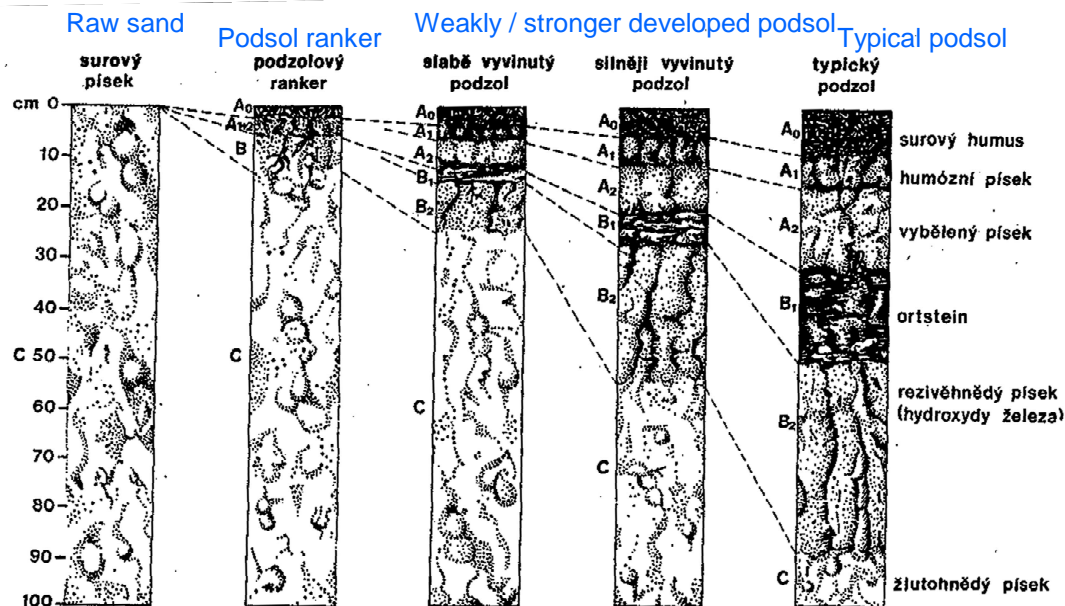 Raw sand
Podsol ranker
Weakly / stronger developed podsol
Typical podsol
surový
písek
podzolový
ranker
slabě vyvinutý
podzol
silněji vyvinutý
podzol
typický
podzol
cm 0
10
20
30
40
50
60
70
80
90
100
C
A₀
A₁₂
B
C
A₀
A₁
A₂
B₁
B₂
C
A₀
A₁
A₂
B₁
B₂
C
A₀
A₁
A₂
B₁
B₂
C
surový humus
humózní písek
vybělený písek
ortstein
rezivěhnědý písek
(hydroxydy železa)
žlutohnědý písek